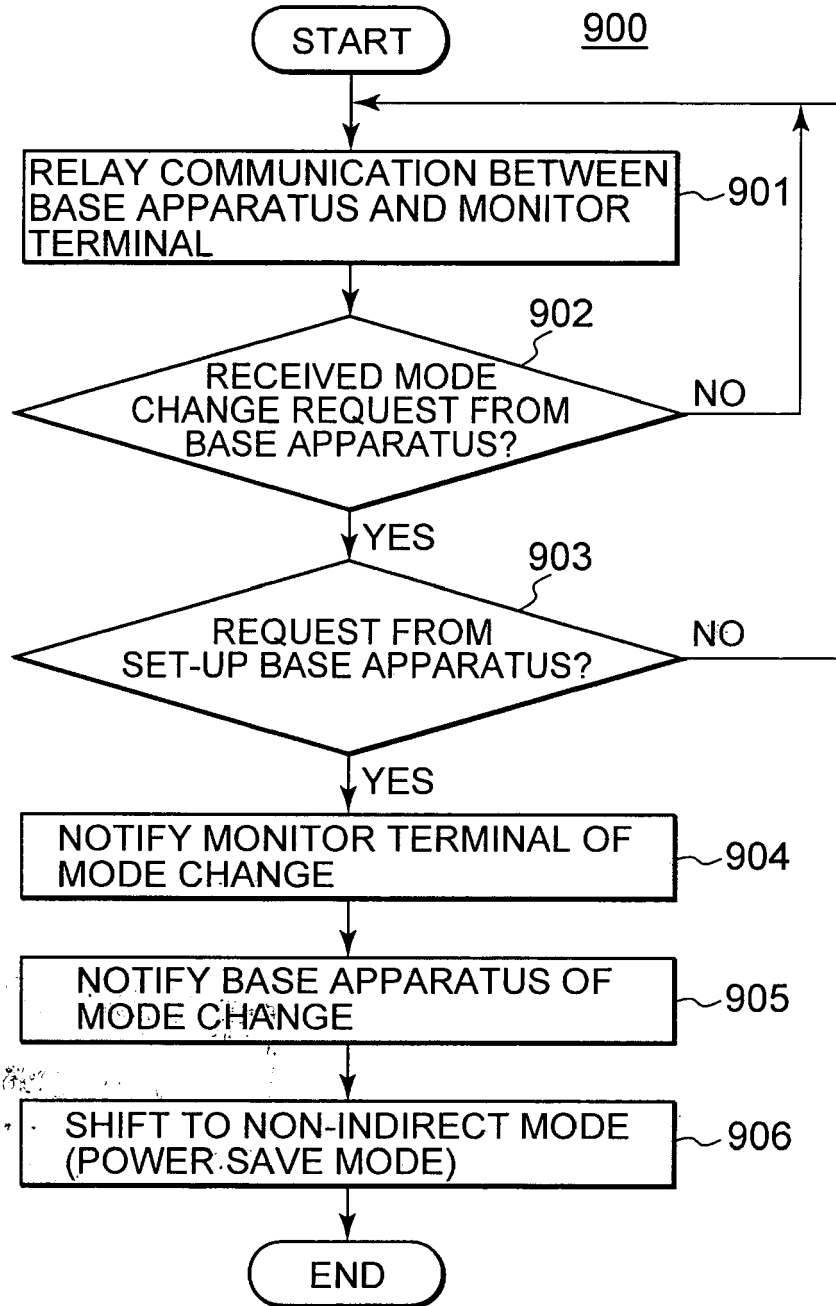 START
900
RELAY COMMUNICATION BETWEEN
BASE APPARATUS AND MONITOR
TERMINAL
901
902
RECEIVED MODE
CHANGE REQUEST FROM
BASE APPARATUS?
NO
YES
903
REQUEST FROM
SET-UP BASE APPARATUS?
NO
YES
NOTIFY MONITOR TERMINAL OF
MODE CHANGE
904
NOTIFY BASE APPARATUS OF
MODE CHANGE
905
SHIFT TO NON-INDIRECT MODE
(POWER SAVE MODE)
906
END